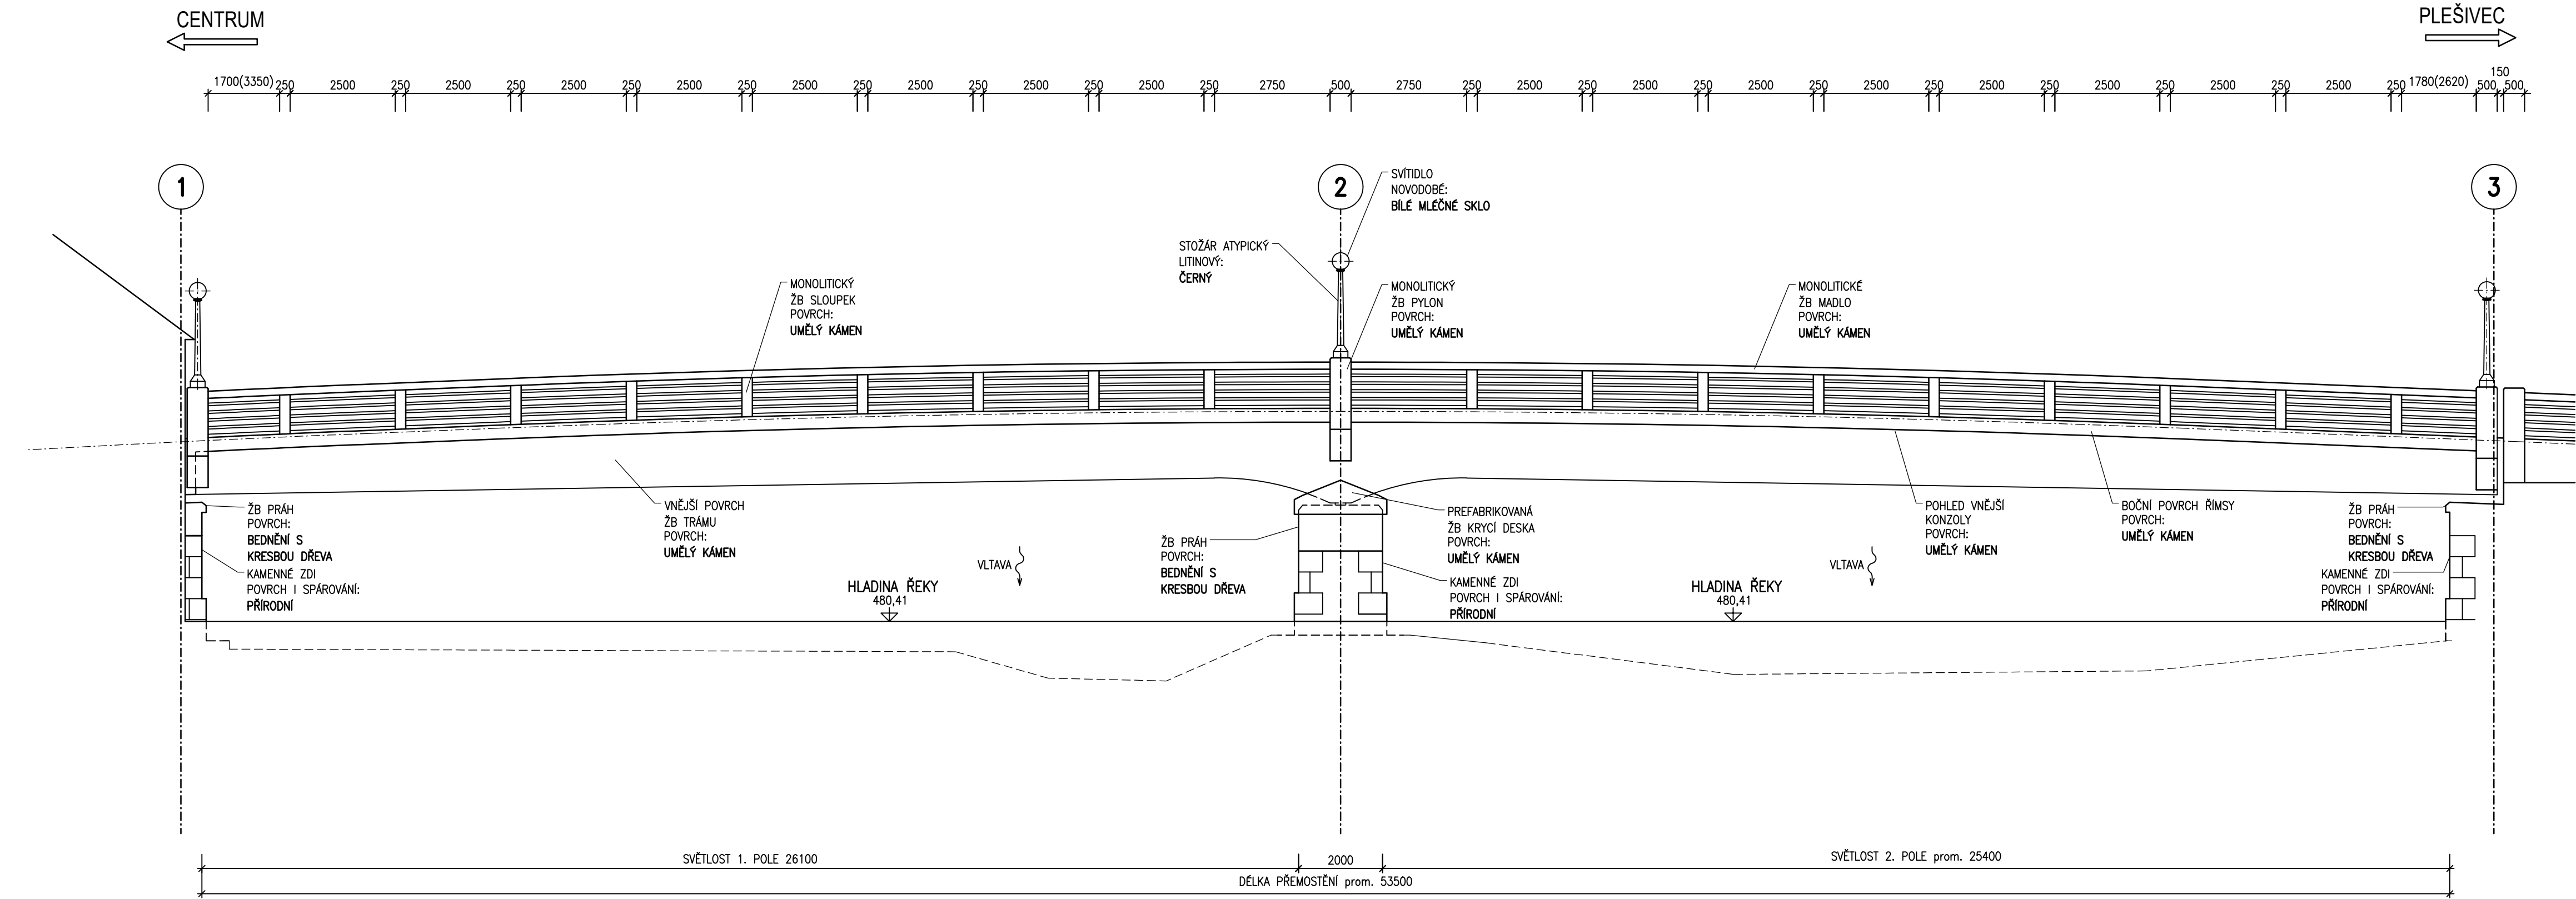 CENTRUM
PLEŠIVEC
150
1700(3350) 250 2500 250 2500 250 2500 250 2500 250 2500 250 2500 250 2500 250 2500 250 2750 500 2750 250 2500 250 2500 250 2500 250 2500 250 2500 250 2500 250 2500 250 2500 250 1780(2620) 500 500
1
2
3
SVÍTIDLO
NOVODOBÉ:
BÍLÉ MLÉČNÉ SKLO
STOŽÁR ATYPICKÝ
LITINOVÝ:
ČERNÝ
MONOLITICKÝ
ŽB SLOUPEK
POVRCH:
UMĚLÝ KÁMEN
MONOLITICKÝ
ŽB PYLON
POVRCH:
UMĚLÝ KÁMEN
MONOLITICKÉ
ŽB MADLO
POVRCH:
UMĚLÝ KÁMEN
ŽB PRÁH
POVRCH:
BEDNĚNÍ S
KRESBOU DŘEVA
KAMENNÉ ZDI
POVRCH I SPÁROVÁNÍ:
PŘÍRODNÍ
VNĚJŠÍ POVRCH
ŽB TRÁMU
POVRCH:
UMĚLÝ KÁMEN
HLADINA ŘEKY
480,41
VLTAVA
ŽB PRÁH
POVRCH:
BEDNĚNÍ S
KRESBOU DŘEVA
PREFABRIKOVANÁ
ŽB KRYCÍ DESKA
POVRCH:
UMĚLÝ KÁMEN
KAMENNÉ ZDI
POVRCH I SPÁROVÁNÍ:
PŘÍRODNÍ
HLADINA ŘEKY
480,41
VLTAVA
POHLED VNĚJŠÍ
KONZOLY
POVRCH:
UMĚLÝ KÁMEN
BOČNÍ POVRCH ŘÍMSY
POVRCH:
UMĚLÝ KÁMEN
ŽB PRÁH
POVRCH:
BEDNĚNÍ S
KRESBOU DŘEVA
KAMENNÉ ZDI
POVRCH I SPÁROVÁNÍ:
PŘÍRODNÍ
SVĚTLOST 1. POLE 26100
2000
SVĚTLOST 2. POLE prom. 25400
DÉLKA PŘEMOSTĚNÍ prom. 53500